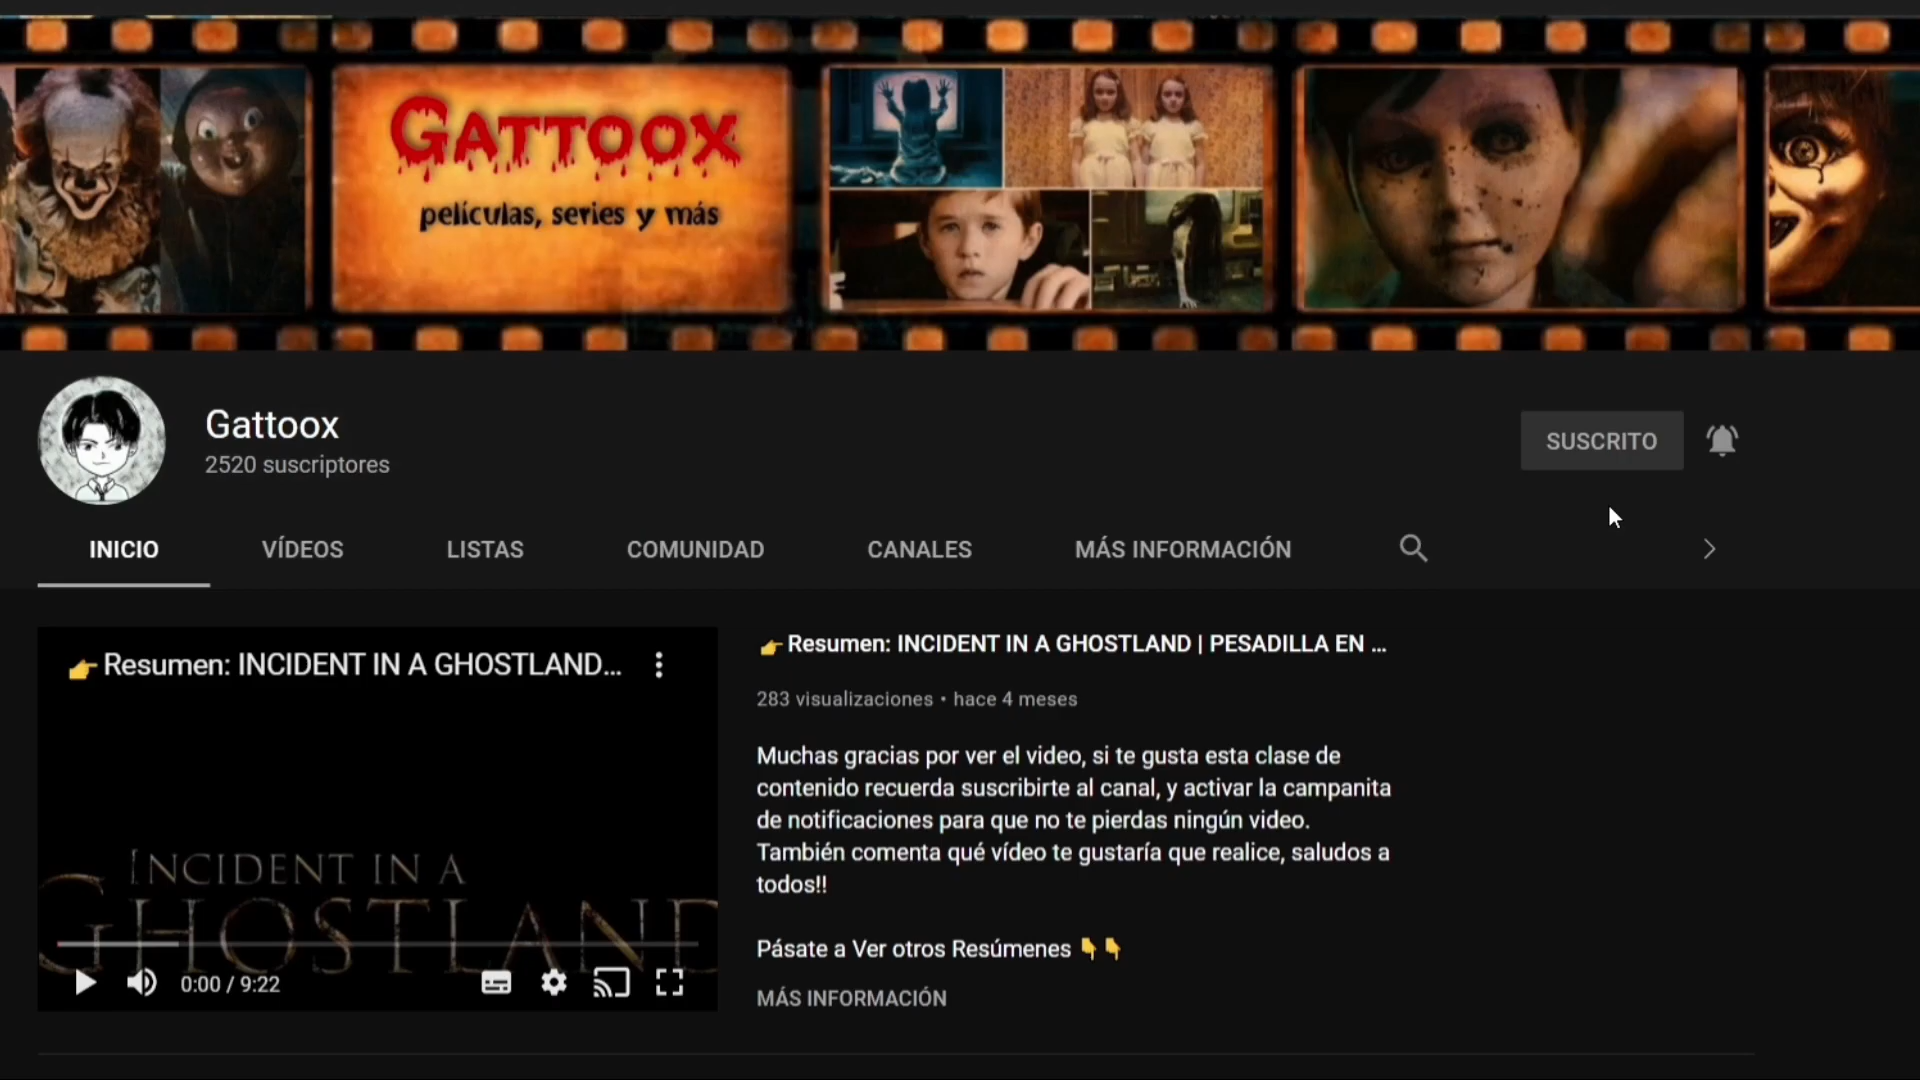 GATTOOX
películas, series y más
Gattoox
2520 suscriptores
SUSCRITO
INICIO
VÍDEOS
LISTAS
COMUNIDAD
CANALES
MÁS INFORMACIÓN
👉Resumen: INCIDENT IN A GHOSTLAND...
INCIDENT IN A
GHOSTLAND
0:00 / 9:22
👉Resumen: INCIDENT IN A GHOSTLAND | PESADILLA EN ...
283 visualizaciones • hace 4 meses
Muchas gracias por ver el video, si te gusta esta clase de
contenido recuerda suscribirte al canal, y activar la campanita
de notificaciones para que no te pierdas ningún video.
También comenta qué vídeo te gustaría que realice, saludos a
todos!!
Pásate a Ver otros Resúmenes 👇👇
MÁS INFORMACIÓN